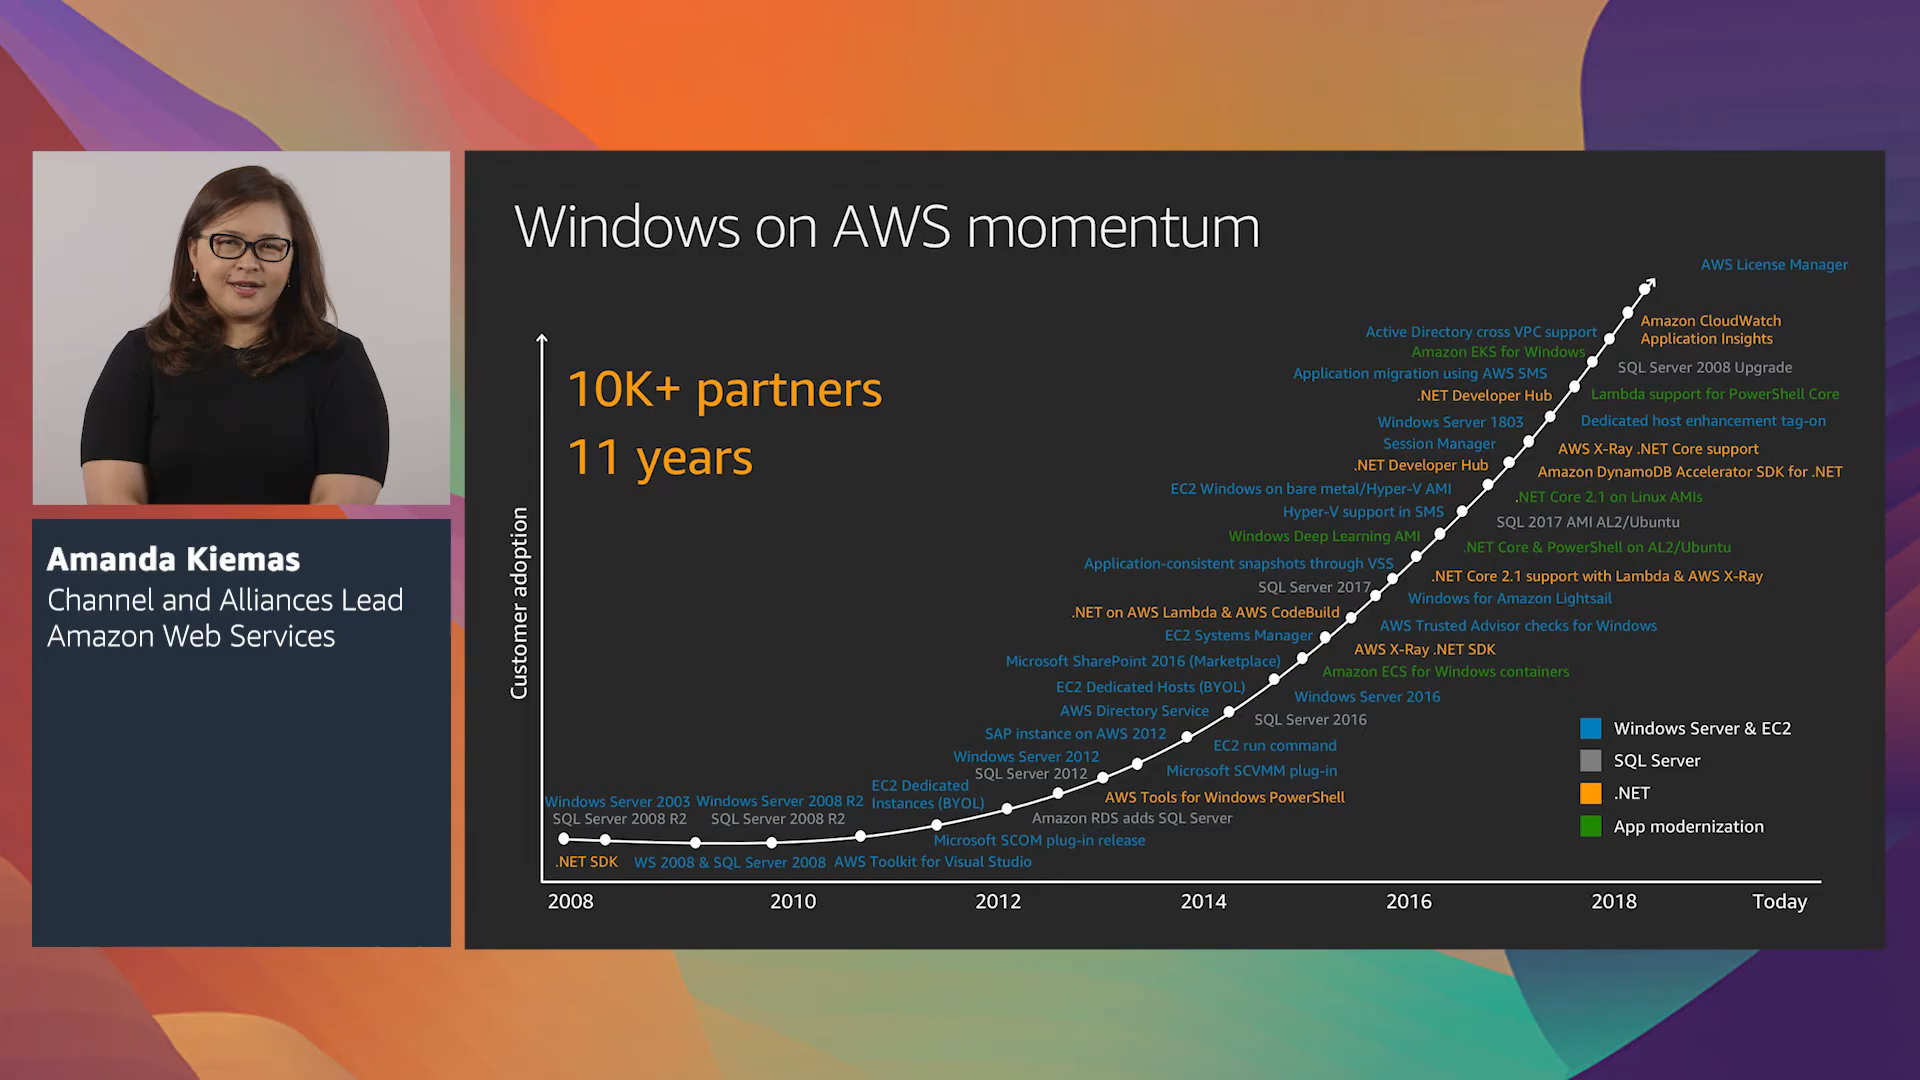 Windows on AWS momentum
10K+ partners
11 years
Customer adoption
AWS License Manager
Amazon CloudWatch
Application Insights
Active Directory cross VPC support
Amazon EKS for Windows
SQL Server 2008 Upgrade
Application migration using AWS SMS
.NET Developer Hub
Lambda support for PowerShell Core
Windows Server 1803
Dedicated host enhancement tag-on
Session Manager
AWS X-Ray .NET Core support
.NET Developer Hub
Amazon DynamoDB Accelerator SDK for .NET
EC2 Windows on bare metal/Hyper-V AMI
.NET Core 2.1 on Linux AMIs
Hyper-V support in SMS
SQL 2017 AMI AL2/Ubuntu
Windows Deep Learning AMI
.NET Core & PowerShell on AL2/Ubuntu
Application-consistent snapshots through VSS
.NET Core 2.1 support with Lambda & AWS X-Ray
SQL Server 2017
Windows for Amazon Lightsail
.NET on AWS Lambda & AWS CodeBuild
AWS Trusted Advisor checks for Windows
EC2 Systems Manager
AWS X-Ray .NET SDK
Microsoft SharePoint 2016 (Marketplace)
Amazon ECS for Windows containers
EC2 Dedicated Hosts (BYOL)
Windows Server 2016
AWS Directory Service
SQL Server 2016
SAP instance on AWS 2012
EC2 run command
Windows Server 2012
SQL Server 2012
Microsoft SCVMM plug-in
EC2 Dedicated
Instances (BYOL)
AWS Tools for Windows PowerShell
Windows Server 2003
SQL Server 2008 R2
Windows Server 2008 R2
SQL Server 2008 R2
Amazon RDS adds SQL Server
Microsoft SCOM plug-in release
.NET SDK
WS 2008 & SQL Server 2008
AWS Toolkit for Visual Studio
2008 2010 2012 2014 2016 2018 Today
Windows Server & EC2
SQL Server
.NET
App modernization
Amanda Kiemas
Channel and Alliances Lead
Amazon Web Services